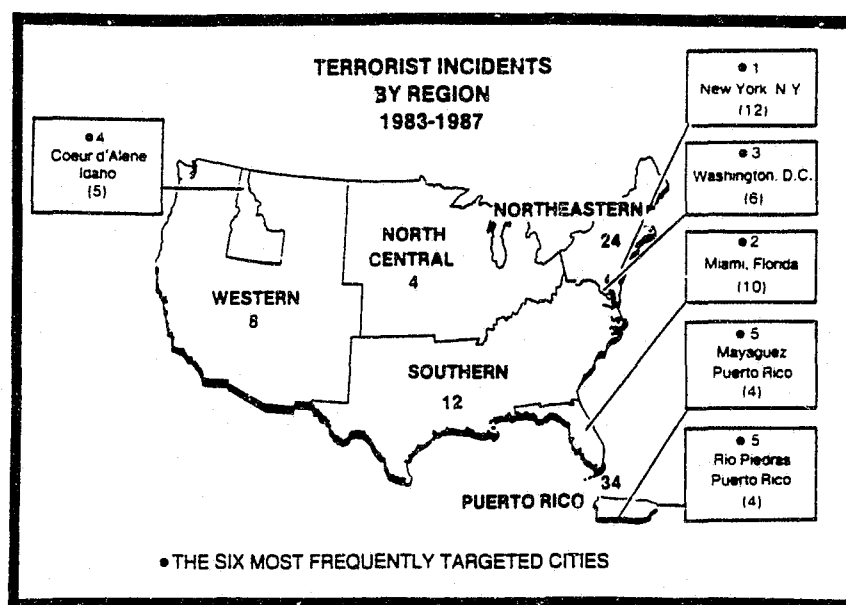 TERRORIST INCIDENTS
BY REGION
1983-1987
● 4
Coeur d'Alene
Idaho
(5)
● 1
New York N Y
(12)
● 3
Washington, D.C.
(6)
● 2
Miami, Florida
(10)
● 5
Mayaguez
Puerto Rico
(4)
● 5
Rio Piedras
Puerto Rico
(4)
NORTHEASTERN
24
NORTH
CENTRAL
4
WESTERN
8
SOUTHERN
12
34
PUERTO RICO
● THE SIX MOST FREQUENTLY TARGETED CITIES